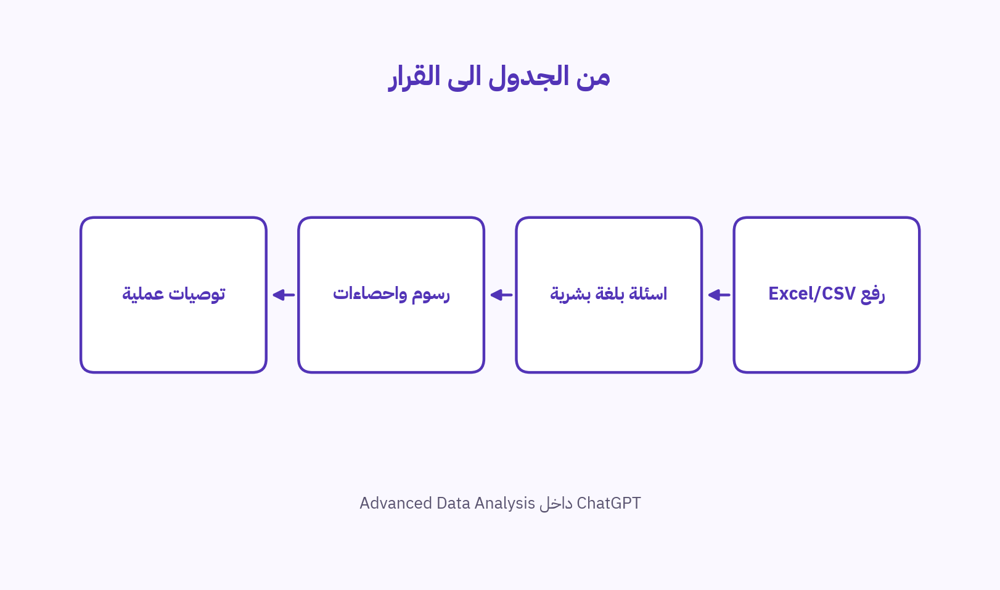 من الجدول الى القرار
رفع Excel/CSV
اسئلة بلغة بشرية
رسوم واحصاءات
توصيات عملية
Advanced Data Analysis داخل ChatGPT